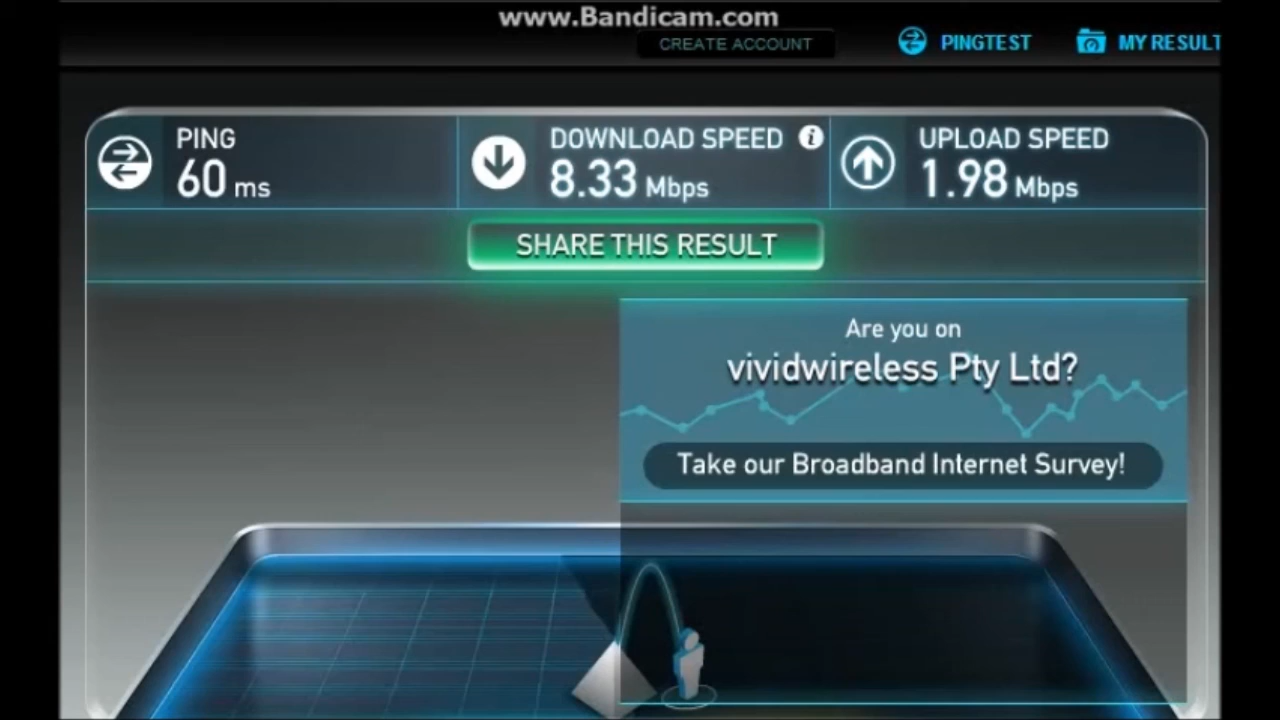 www.Bandicam.com
CREATE ACCOUNT
PINGTEST
MY RESULT
PING
60 ms
DOWNLOAD SPEED
8.33 Mbps
UPLOAD SPEED
1.98 Mbps
SHARE THIS RESULT
Are you on
vividwireless Pty Ltd?
Take our Broadband Internet Survey!